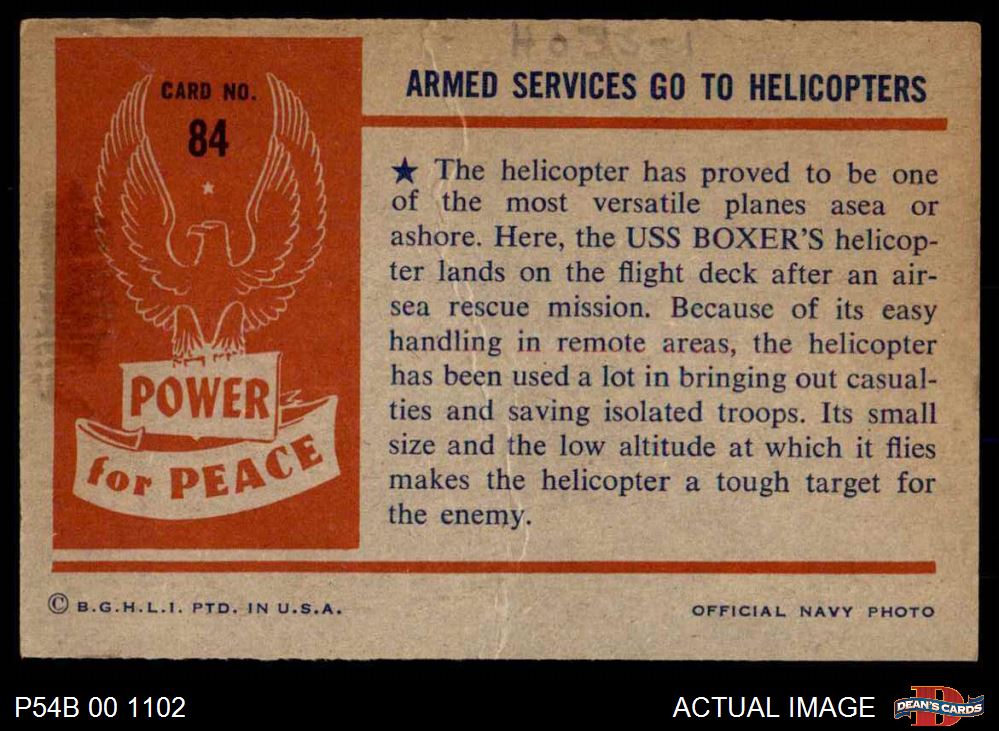 CARD NO.
84
POWER
for PEACE
ARMED SERVICES GO TO HELICOPTERS
★ The helicopter has proved to be one
of the most versatile planes asea or
ashore. Here, the USS BOXER'S helicop-
ter lands on the flight deck after an air-
sea rescue mission. Because of its easy
handling in remote areas, the helicopter
has been used a lot in bringing out casual-
ties and saving isolated troops. Its small
size and the low altitude at which it flies
makes the helicopter a tough target for
the enemy.
© B.G.H.L.I. PTD. IN U.S.A.
OFFICIAL NAVY PHOTO
P54B 00 1102
ACTUAL IMAGE
DEAN'S CARDS